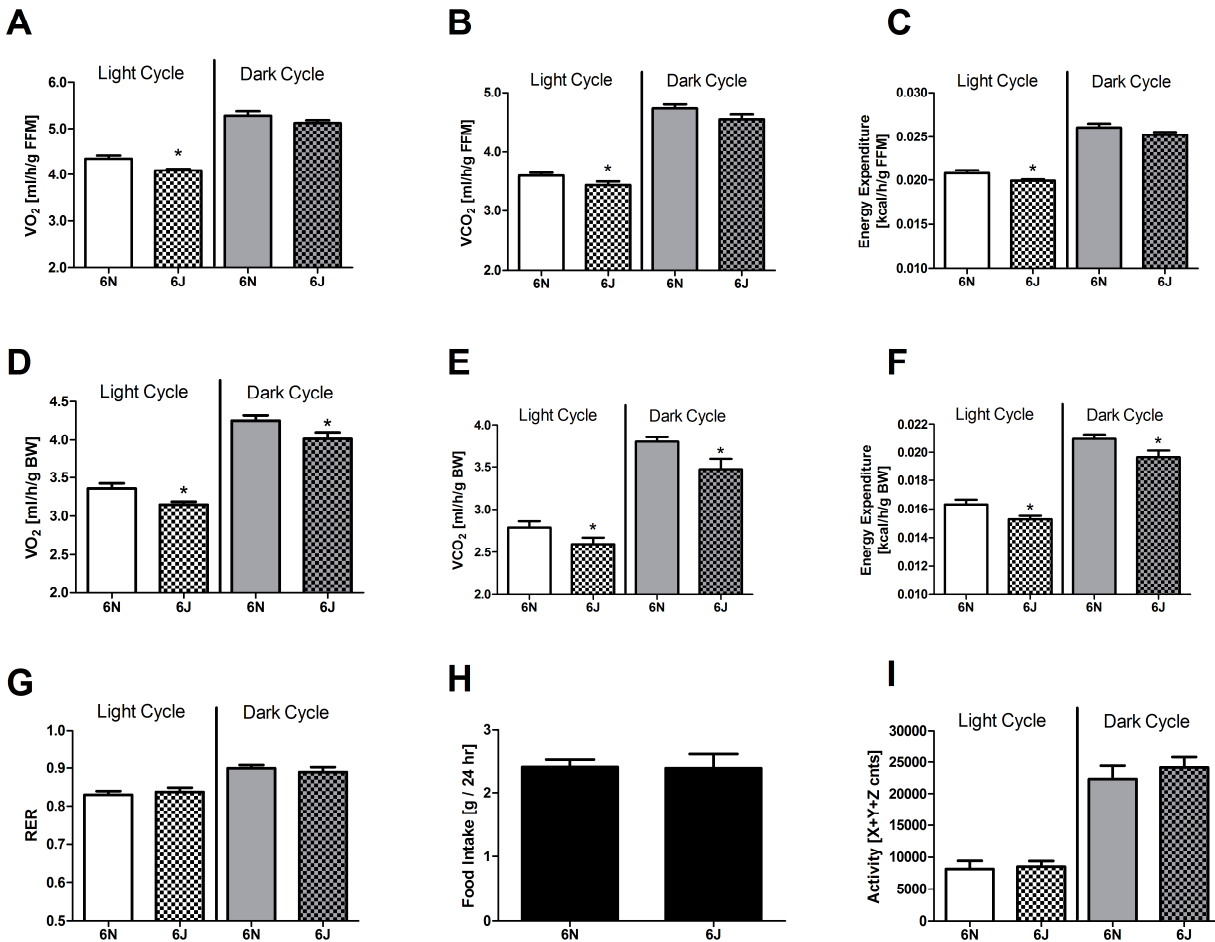 A
Light Cycle Dark Cycle
VO2 [ml/h/g FFM]
6.0
5.0
4.0
3.0
2.0
*
6N 6J 6N 6J
B
Light Cycle Dark Cycle
VCO2 [ml/h/g FFM]
5.0
4.0
3.0
2.0
*
6N 6J 6N 6J
C
Light Cycle Dark Cycle
Energy Expenditure
[kcal/h/g FFM]
0.030
0.025
0.020
0.015
0.010
*
6N 6J 6N 6J
D
Light Cycle Dark Cycle
VO2 [ml/h/g BW]
4.5
4.0
3.5
3.0
2.5
2.0
* *
6N 6J 6N 6J
E
Light Cycle Dark Cycle
VCO2 [ml/h/g BW]
4.0
3.5
3.0
2.5
2.0
* *
6N 6J 6N 6J
F
Light Cycle Dark Cycle
Energy Expenditure
[kcal/h/g BW]
0.022
0.020
0.018
0.016
0.014
0.012
0.010
* *
6N 6J 6N 6J
G
Light Cycle Dark Cycle
RER
1.0
0.9
0.8
0.7
0.6
0.5
6N 6J 6N 6J
H
Food Intake [g / 24 hr]
3
2
1
0
6N 6J
I
Light Cycle Dark Cycle
Activity [X+Y+Z cnts]
30000
25000
20000
15000
10000
5000
0
6N 6J 6N 6J